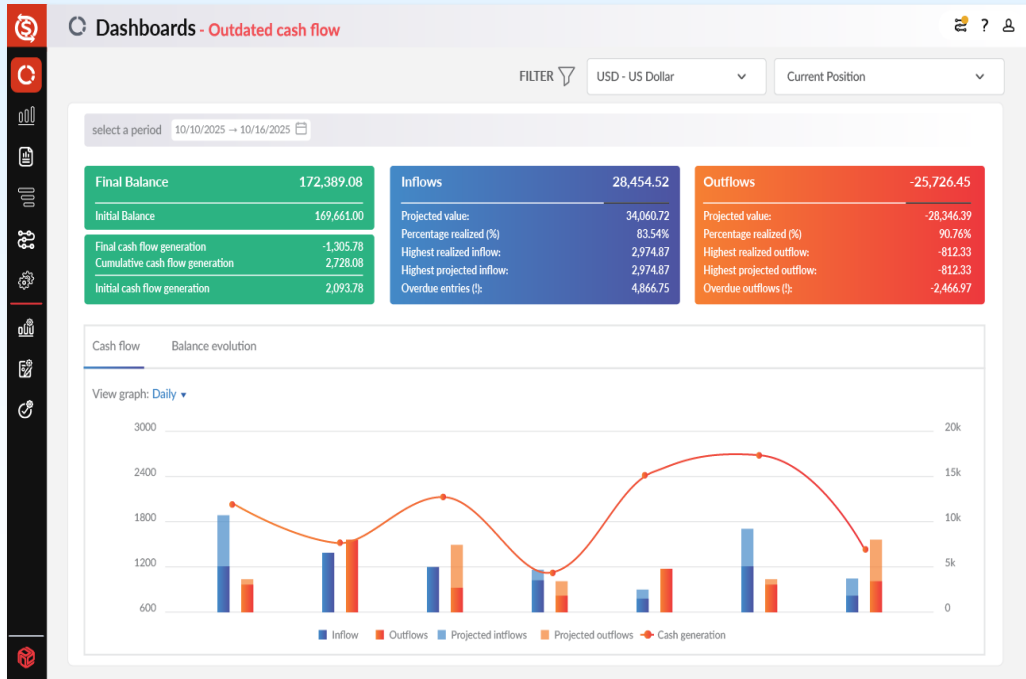 Dashboards - Outdated cash flow
?
FILTER USD - US Dollar Current Position
select a period 10/10/2025 → 10/16/2025
Final Balance 172,389.08
Initial Balance 169,661.00
Final cash flow generation -1,305.78
Cumulative cash flow generation 2,728.08
Initial cash flow generation 2,093.78
Inflows 28,454.52
Projected value: 34,060.72
Percentage realized (%) 83.54%
Highest realized inflow: 2,974.87
Highest projected inflow: 2,974.87
Overdue entries (!): 4,866.75
Outflows -25,726.45
Projected value: -28,346.39
Percentage realized (%) 90.76%
Highest realized outflow: -812.33
Highest projected outflow: -812.33
Overdue outflows (!): -2,466.97
Cash flow Balance evolution
View graph: Daily
3000 20k
2400 15k
1800 10k
1200 5k
600 0
Inflow Outflows Projected intflows Projected outflows Cash generation